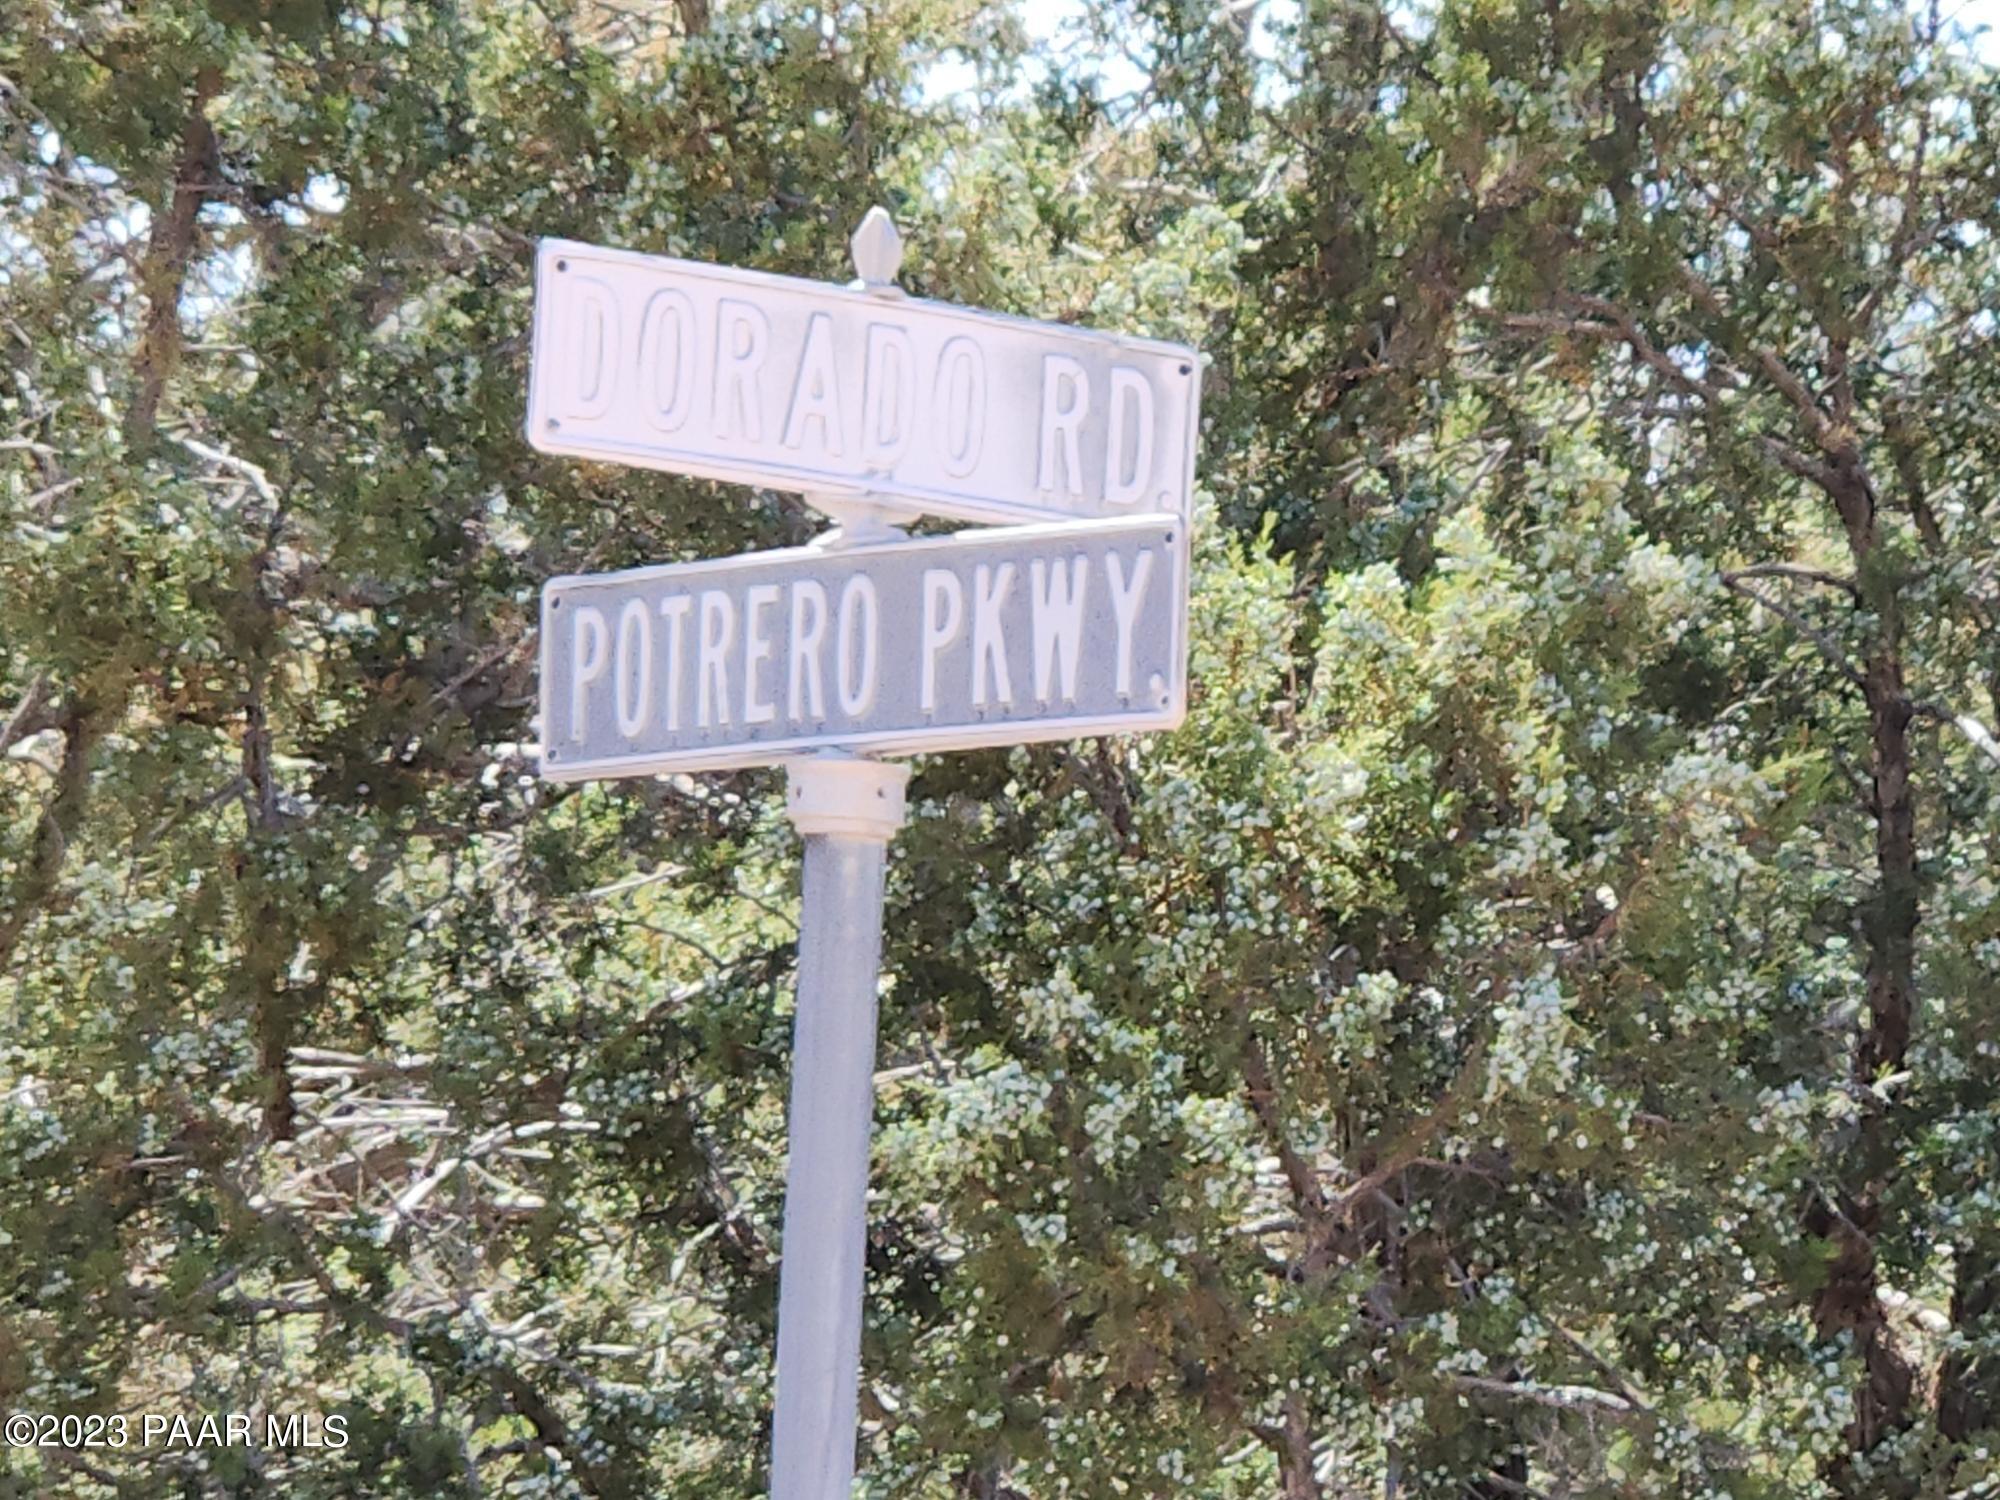 DORADO RD.
POTRERO PKWY.
©2023 PAAR MLS